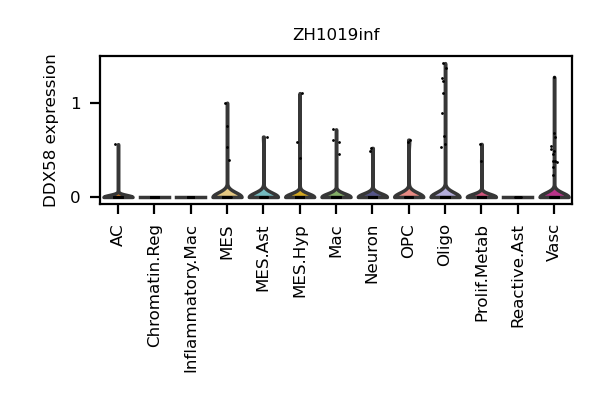 ZH1019inf
DDX58 expression
1
0
AC
Chromatin.Reg
Inflammatory.Mac
MES
MES.Ast
MES.Hyp
Mac
Neuron
OPC
Oligo
Prolif.Metab
Reactive.Ast
Vasc